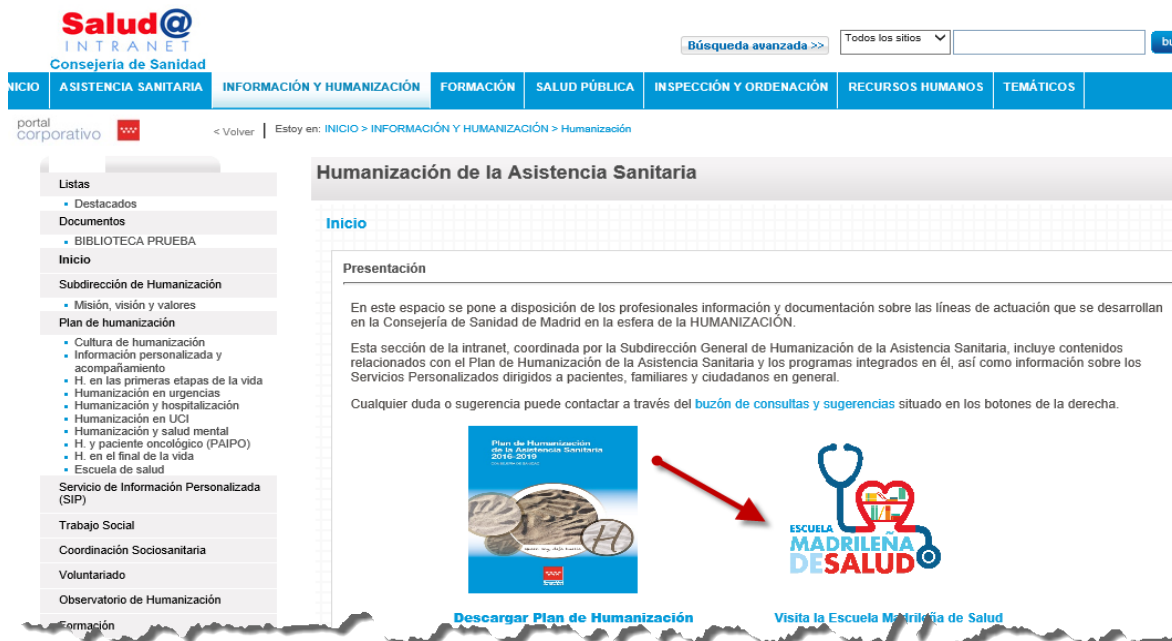 Salud@
INTRANET
Consejería de Sanidad
Búsqueda avanzada >>
Todos los sitios
NICIO
ASISTENCIA SANITARIA
INFORMACIÓN Y HUMANIZACIÓN
FORMACIÓN
SALUD PÚBLICA
INSPECCIÓN Y ORDENACIÓN
RECURSOS HUMANOS
TEMÁTICOS
portal
corporativo
< Volver
Estoy en: INICIO > INFORMACIÓN Y HUMANIZACIÓN > Humanización
Listas
Destacados
Documentos
BIBLIOTECA PRUEBA
Inicio
Subdirección de Humanización
Misión, visión y valores
Plan de humanización
Cultura de humanización
Información personalizada y
acompañamiento
H. en las primeras etapas de la vida
Humanización en urgencias
Humanización y hospitalización
Humanización en UCI
Humanización y salud mental
H. y paciente oncológico (PAIPO)
H. en el final de la vida
Escuela de salud
Servicio de Información Personalizada
(SIP)
Trabajo Social
Coordinación Sociosanitaria
Voluntariado
Observatorio de Humanización
Formación
Humanización de la Asistencia Sanitaria
Inicio
Presentación
En este espacio se pone a disposición de los profesionales información y documentación sobre las líneas de actuación que se desarrollan
en la Consejería de Sanidad de Madrid en la esfera de la HUMANIZACIÓN.
Esta sección de la intranet, coordinada por la Subdirección General de Humanización de la Asistencia Sanitaria, incluye contenidos
relacionados con el Plan de Humanización de la Asistencia Sanitaria y los programas integrados en él, así como información sobre los
Servicios Personalizados dirigidos a pacientes, familiares y ciudadanos en general.
Cualquier duda o sugerencia puede contactar a través del buzón de consultas y sugerencias situado en los botones de la derecha.
Plan de Humanización
de la Asistencia Sanitaria
2016-2019
H
ESCUELA
MADRILEÑA
DESALUD
Descargar Plan de Humanización
Visita la Escuela Madrileña de Salud